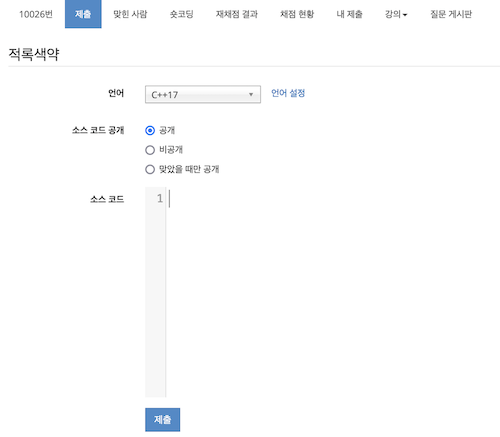 10026번 제출 맞힌 사람 숏코딩 재채점 결과 채점 현황 내 제출 강의 질문 게시판
적록색약
언어 C++17 언어 설정
소스 코드 공개 공개
비공개
맞았을 때만 공개
소스 코드 1
제출